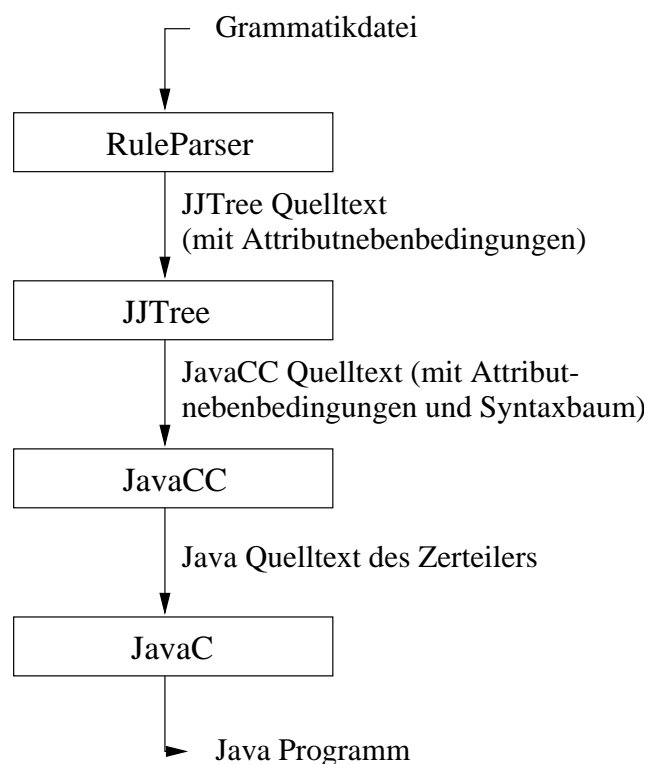 Grammatikdatei
RuleParser
JJTree Quelltext
(mit Attributnebenbedingungen)
JJTree
JavaCC Quelltext (mit Attribut-
nebenbedingungen und Syntaxbaum)
JavaCC
Java Quelltext des Zerteilers
JavaC
Java Programm